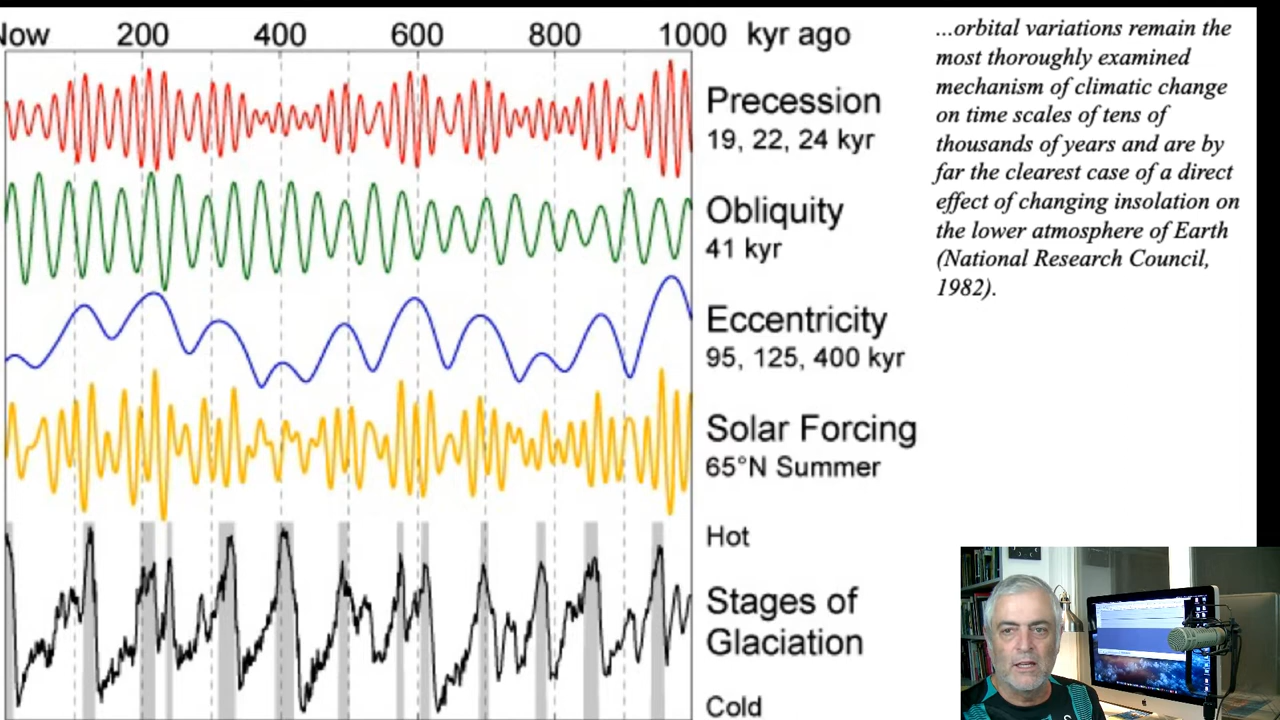 Now 200 400 600 800 1000 kyr ago
Precession
19, 22, 24 kyr
Obliquity
41 kyr
Eccentricity
95, 125, 400 kyr
Solar Forcing
65°N Summer
Hot
Stages of
Glaciation
Cold
...orbital variations remain the
most thoroughly examined
mechanism of climatic change
on time scales of tens of
thousands of years and are by
far the clearest case of a direct
effect of changing insolation on
the lower atmosphere of Earth
(National Research Council,
1982).